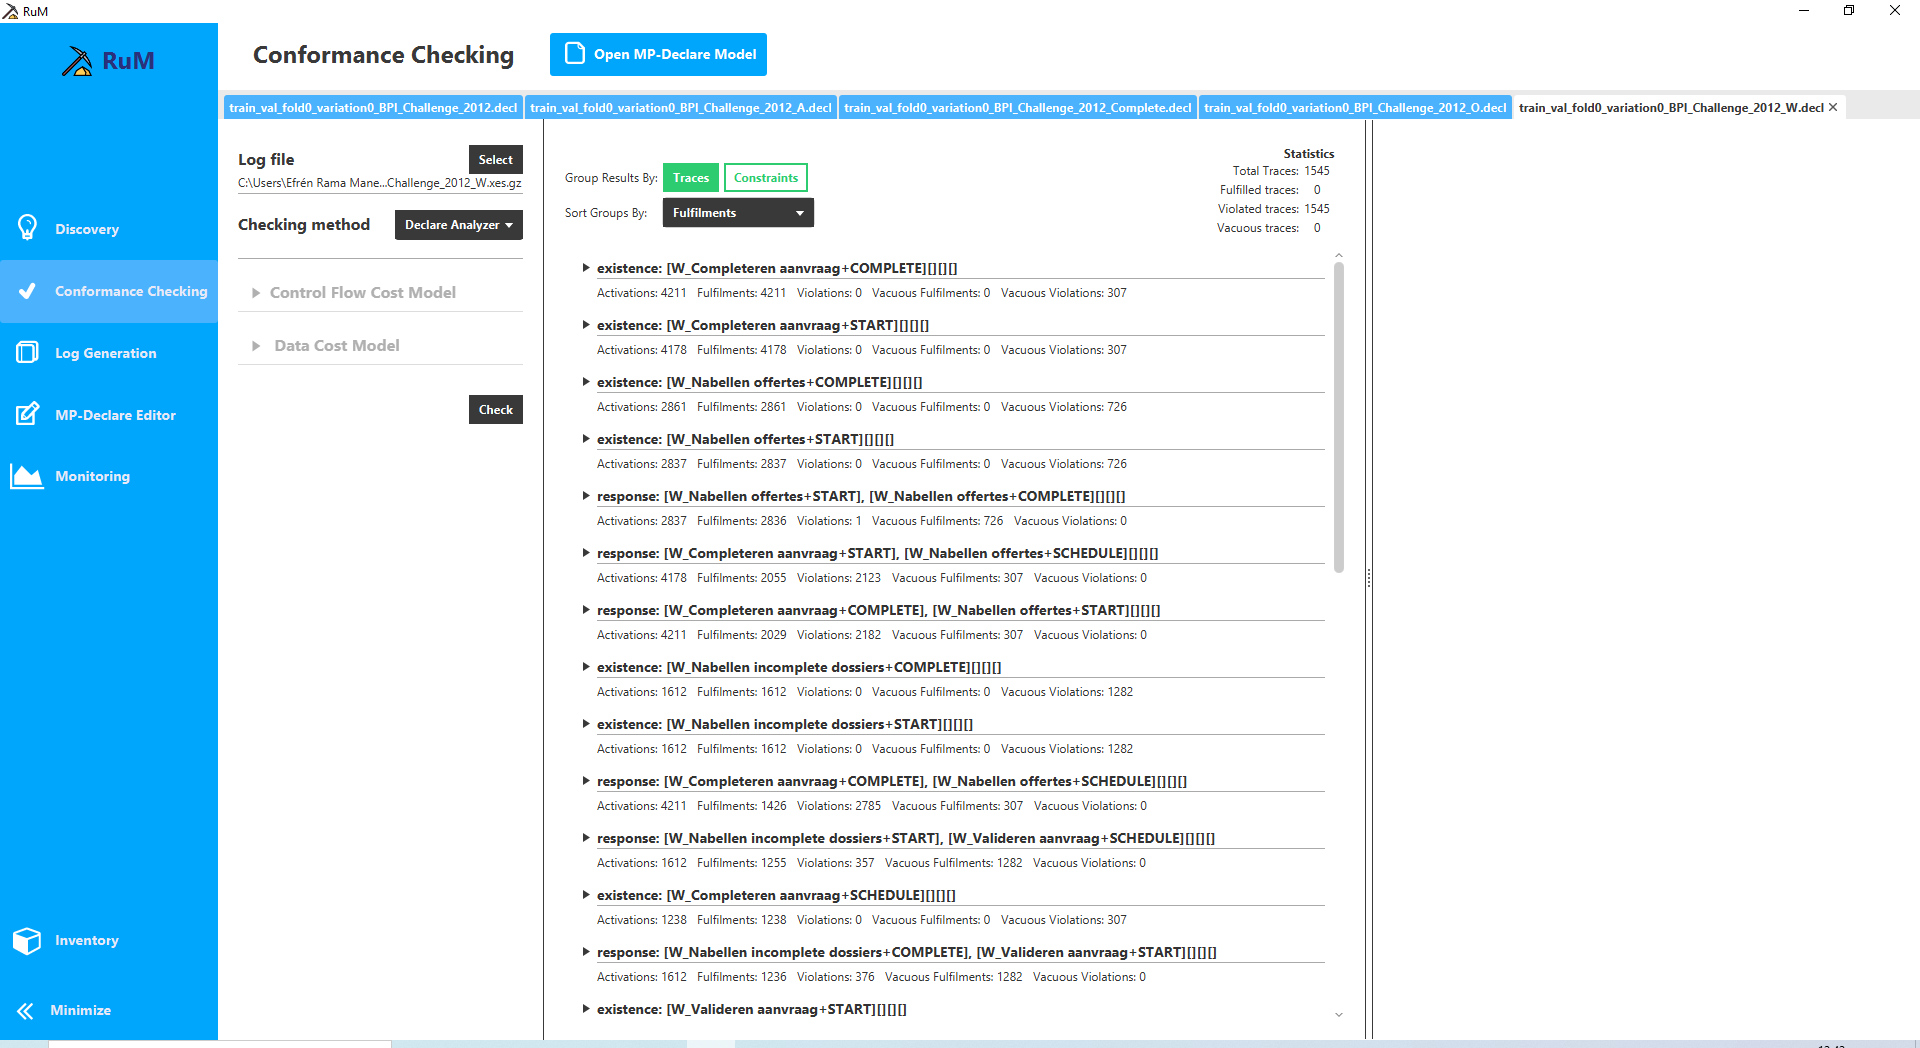 RuM
RuM
Conformance Checking
Open MP-Declare Model
train_val_fold0_variation0_BPI_Challenge_2012.decl
train_val_fold0_variation0_BPI_Challenge_2012_A.decl
train_val_fold0_variation0_BPI_Challenge_2012_Complete.decl
train_val_fold0_variation0_BPI_Challenge_2012_O.decl
train_val_fold0_variation0_BPI_Challenge_2012_W.decl
Discovery
Conformance Checking
Log Generation
MP-Declare Editor
Monitoring
Inventory
Minimize
Log file
Select
C:\Users\Efrén Rama Mane...Challenge_2012_W.xes.gz
Checking method
Declare Analyzer
Control Flow Cost Model
Data Cost Model
Check
Group Results By: Traces Constraints
Sort Groups By: Fulfilments
Statistics
Total Traces: 1545
Fulfilled traces: 0
Violated traces: 1545
Vacuous traces: 0
existence: [W_Completeren aanvraag+COMPLETE][][][]
Activations: 4211 Fulfilments: 4211 Violations: 0 Vacuous Fulfilments: 0 Vacuous Violations: 307
existence: [W_Completeren aanvraag+START][][][]
Activations: 4178 Fulfilments: 4178 Violations: 0 Vacuous Fulfilments: 0 Vacuous Violations: 307
existence: [W_Nabellen offertes+COMPLETE][][][]
Activations: 2861 Fulfilments: 2861 Violations: 0 Vacuous Fulfilments: 0 Vacuous Violations: 726
existence: [W_Nabellen offertes+START][][][]
Activations: 2837 Fulfilments: 2837 Violations: 0 Vacuous Fulfilments: 0 Vacuous Violations: 726
response: [W_Nabellen offertes+START], [W_Nabellen offertes+COMPLETE][][][]
Activations: 2837 Fulfilments: 2836 Violations: 1 Vacuous Fulfilments: 726 Vacuous Violations: 0
response: [W_Completeren aanvraag+START], [W_Nabellen offertes+SCHEDULE][][][]
Activations: 4178 Fulfilments: 2055 Violations: 2123 Vacuous Fulfilments: 307 Vacuous Violations: 0
response: [W_Completeren aanvraag+COMPLETE], [W_Nabellen offertes+START][][][]
Activations: 4211 Fulfilments: 2029 Violations: 2182 Vacuous Fulfilments: 307 Vacuous Violations: 0
existence: [W_Nabellen incomplete dossiers+COMPLETE][][][]
Activations: 1612 Fulfilments: 1612 Violations: 0 Vacuous Fulfilments: 0 Vacuous Violations: 1282
existence: [W_Nabellen incomplete dossiers+START][][][]
Activations: 1612 Fulfilments: 1612 Violations: 0 Vacuous Fulfilments: 0 Vacuous Violations: 1282
response: [W_Completeren aanvraag+COMPLETE], [W_Nabellen offertes+SCHEDULE][][][]
Activations: 4211 Fulfilments: 1426 Violations: 2785 Vacuous Fulfilments: 307 Vacuous Violations: 0
response: [W_Nabellen incomplete dossiers+START], [W_Valideren aanvraag+SCHEDULE][][][]
Activations: 1612 Fulfilments: 1255 Violations: 357 Vacuous Fulfilments: 1282 Vacuous Violations: 0
existence: [W_Completeren aanvraag+SCHEDULE][][][]
Activations: 1238 Fulfilments: 1238 Violations: 0 Vacuous Fulfilments: 0 Vacuous Violations: 307
response: [W_Nabellen incomplete dossiers+COMPLETE], [W_Valideren aanvraag+START][][][]
Activations: 1612 Fulfilments: 1236 Violations: 376 Vacuous Fulfilments: 1282 Vacuous Violations: 0
existence: [W_Valideren aanvraag+START][][][]